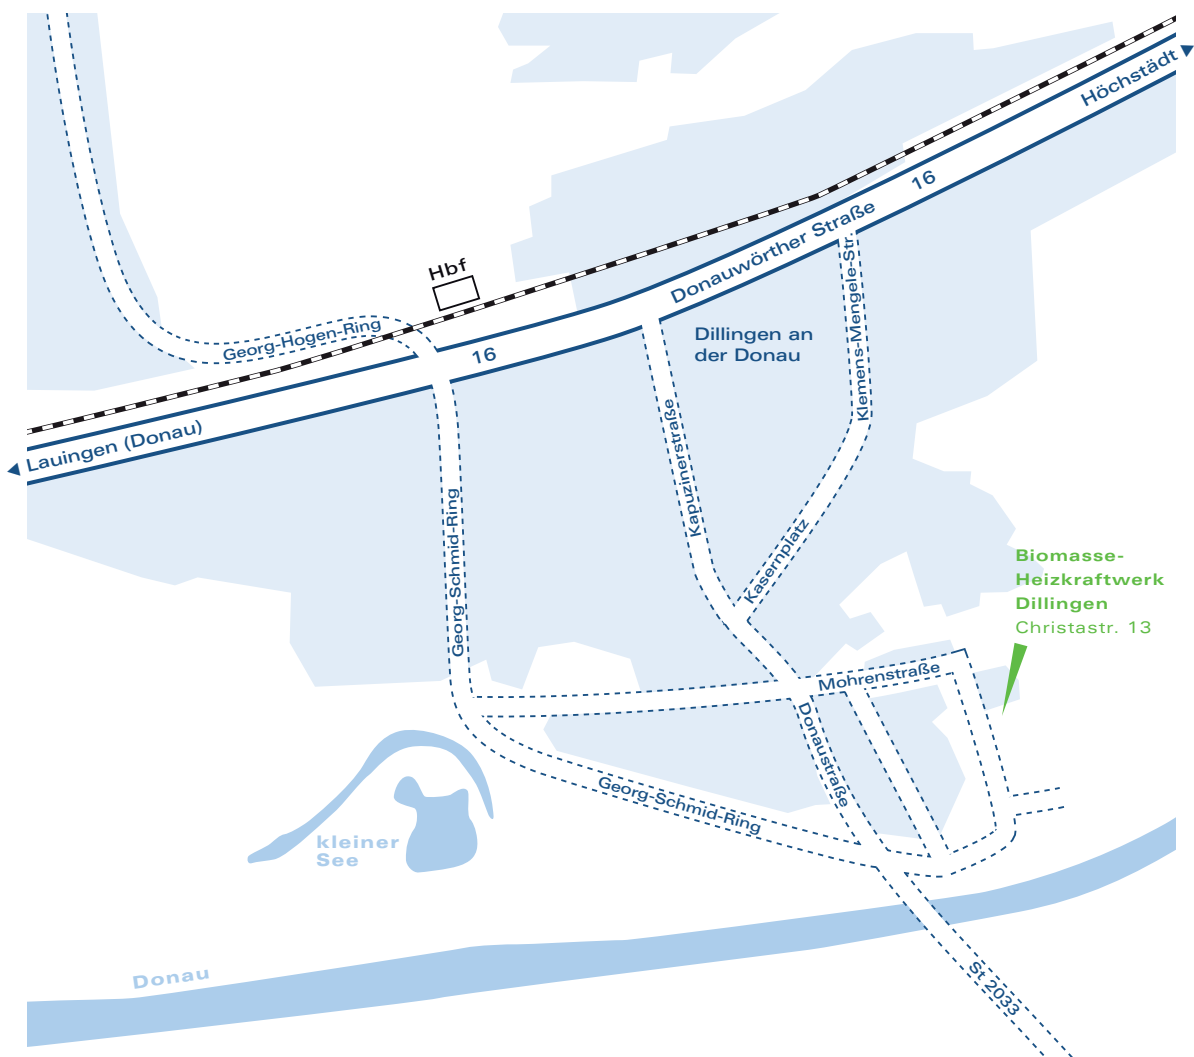 Höchstädt
16
Donauwörther Straße
Klemens-Mengele-Str.
Hbf
Georg-Hogen-Ring
16
Dillingen an
der Donau
Lauingen (Donau)
Kapuzinerstraße
Georg-Schmid-Ring
Kasernplatz
Biomasse-
Heizkraftwerk
Dillingen
Christastr. 13
Mohrenstraße
Donaustraße
Georg-Schmid-Ring
kleiner
See
Donau
St 2033